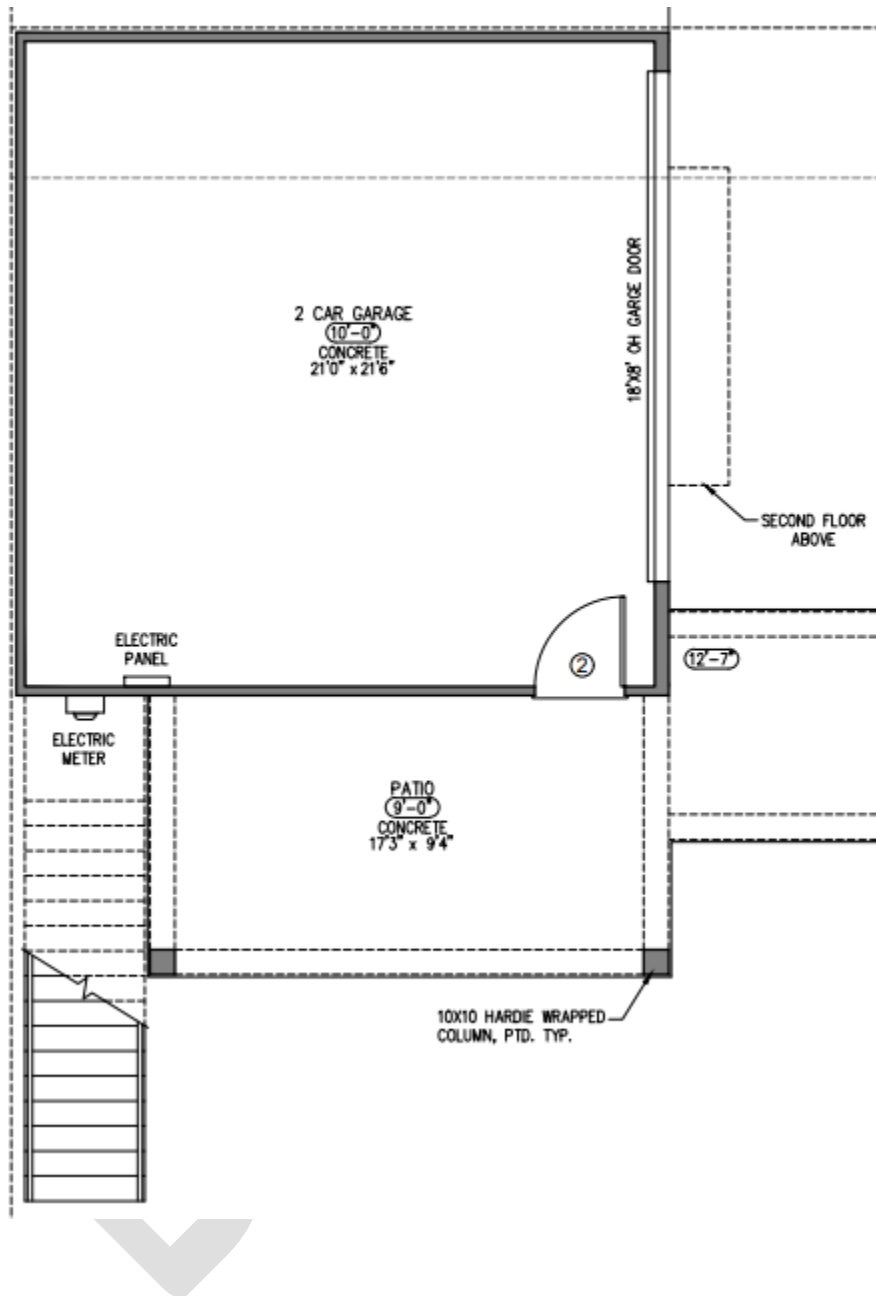 2 CAR GARAGE
10'-0"
CONCRETE
21'0" x 21'6"
18'X8' OH GARGE DOOR
SECOND FLOOR
ABOVE
ELECTRIC
PANEL
2
12'-7"
ELECTRIC
METER
PATIO
9'-0"
CONCRETE
17'3" x 9'4"
10X10 HARDIE WRAPPED
COLUMN, PTD. TYP.